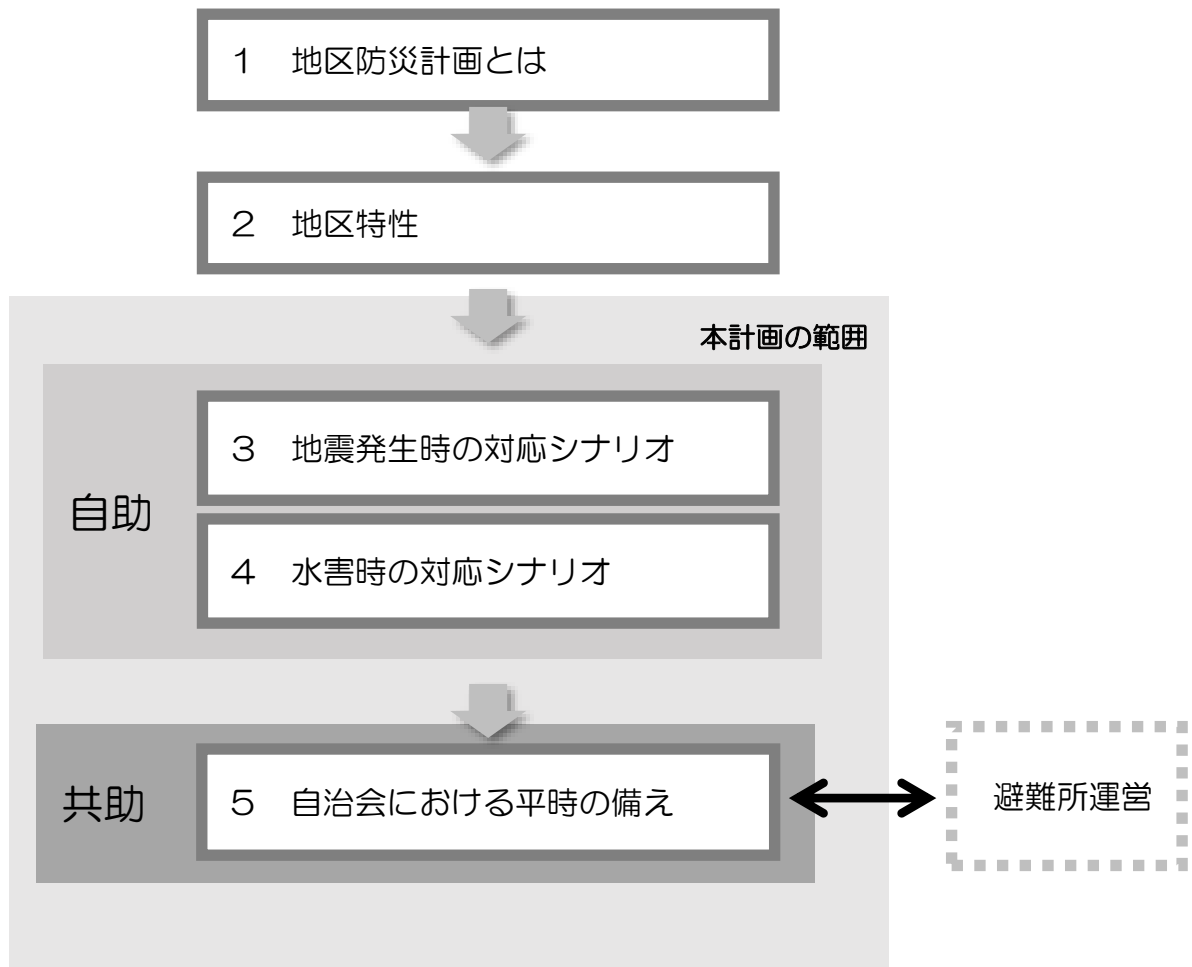 １　地区防災計画とは
２　地区特性
本計画の範囲
自助
３　地震発生時の対応シナリオ
４　水害時の対応シナリオ
共助
５　自治会における平時の備え
避難所運営